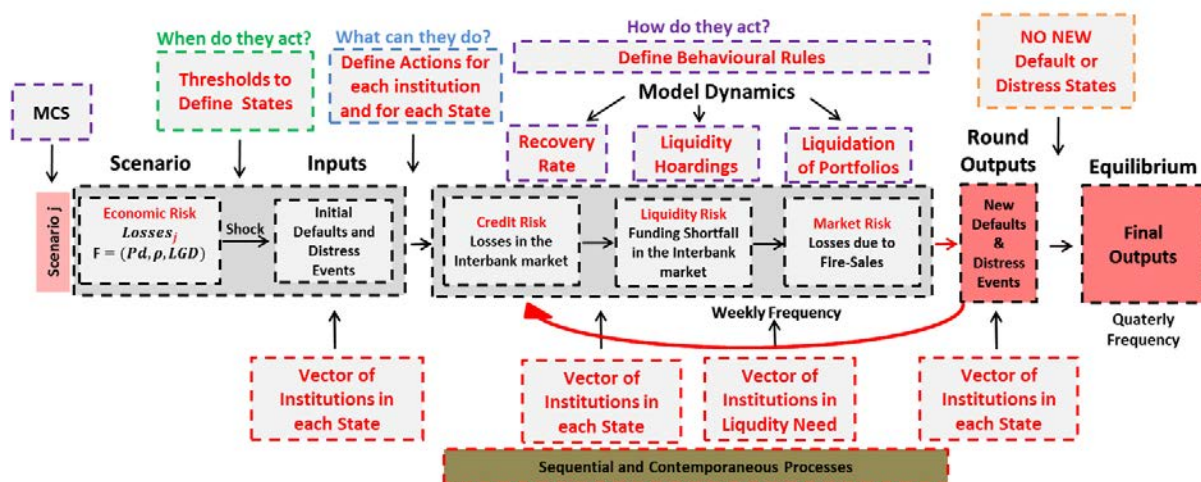 When do they act?
What can they do?
How do they act?
Thresholds to
Define States
Define Actions for
each institution
and for each State
Define Behavioural Rules
NO NEW
Default or
Distress States
MCS
Model Dynamics
Recovery
Rate
Liquidity
Hoardings
Liquidation
of Portfolios
Scenario
Inputs
Round
Outputs
Equilibrium
Scenario j
Economic Risk
Losses_j
F = (Pd, ρ, LGD)
Shock
Initial
Defaults and
Distress
Events
Credit Risk
Losses in the
Interbank market
Liquidity Risk
Funding Shortfall
in the Interbank
market
Market Risk
Losses due to
Fire-Sales
New
Defaults
&
Distress
Events
Final
Outputs
Weekly Frequency
Quaterly
Frequency
Vector of
Institutions in
each State
Vector of
Institutions in
each State
Vector of
Institutions in
Liqudity Need
Vector of
Institutions in
each State
Sequential and Contemporaneous Processes